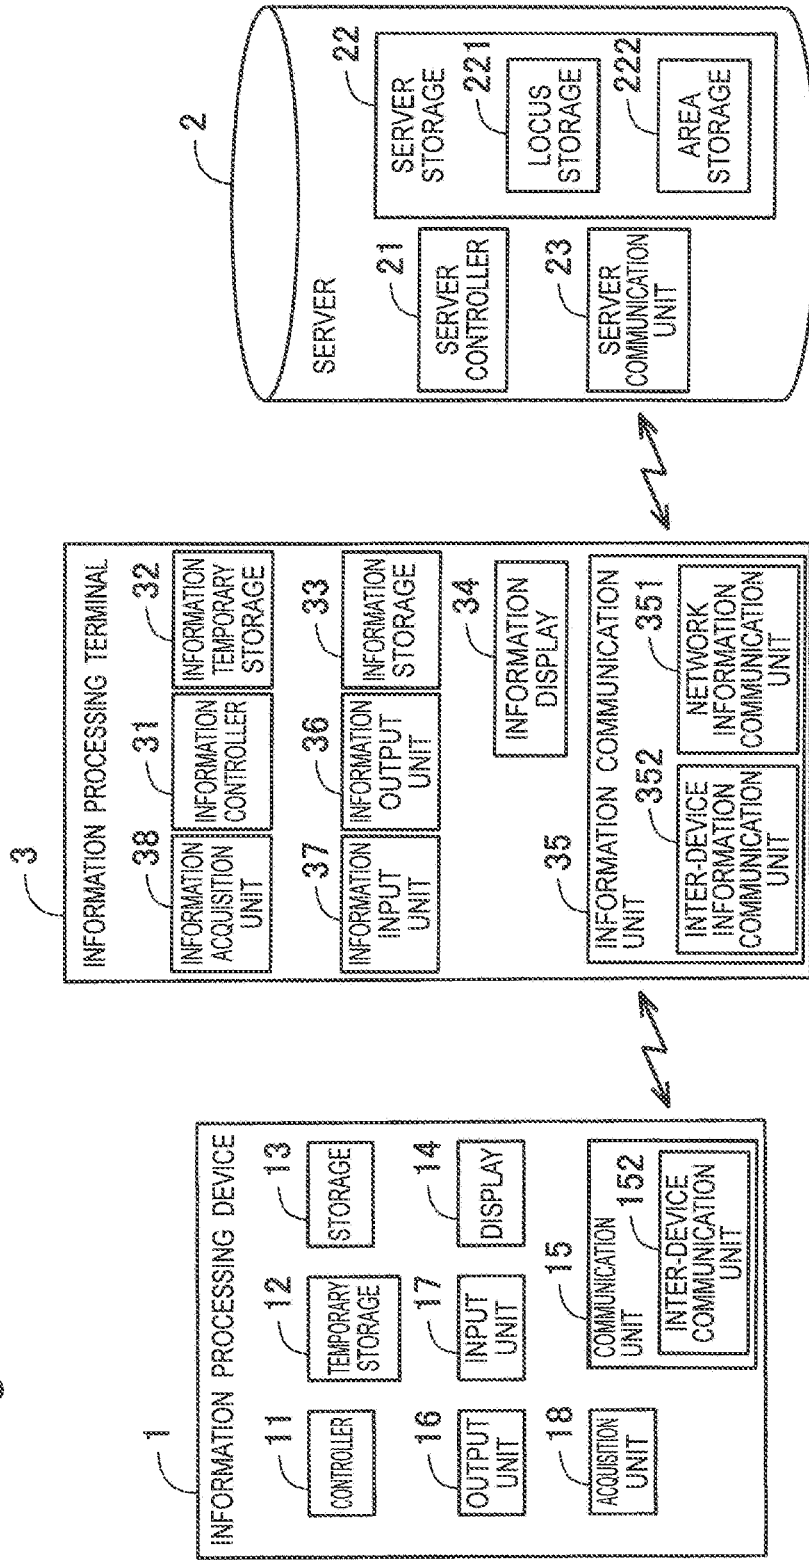 1
INFORMATION PROCESSING DEVICE
11
CONTROLLER
12
TEMPORARY
STORAGE
13
STORAGE
16
OUTPUT
UNIT
17
INPUT
UNIT
14
DISPLAY
18
ACQUISITION
UNIT
15
COMMUNICATION
UNIT
152
INTER-DEVICE
COMMUNICATION
UNIT
3
INFORMATION PROCESSING TERMINAL
38
INFORMATION
ACQUISITION
UNIT
31
INFORMATION
CONTROLLER
32
INFORMATION
TEMPORARY
STORAGE
37
INFORMATION
INPUT
UNIT
36
INFORMATION
OUTPUT
UNIT
33
INFORMATION
STORAGE
34
INFORMATION
DISPLAY
35
INFORMATION COMMUNICATION
UNIT
352
INTER-DEVICE
INFORMATION
COMMUNICATION
UNIT
351
NETWORK
INFORMATION
COMMUNICATION
UNIT
2
SERVER
21
SERVER
CONTROLLER
22
SERVER
STORAGE
221
LOCUS
STORAGE
23
SERVER
COMMUNICATION
UNIT
222
AREA
STORAGE